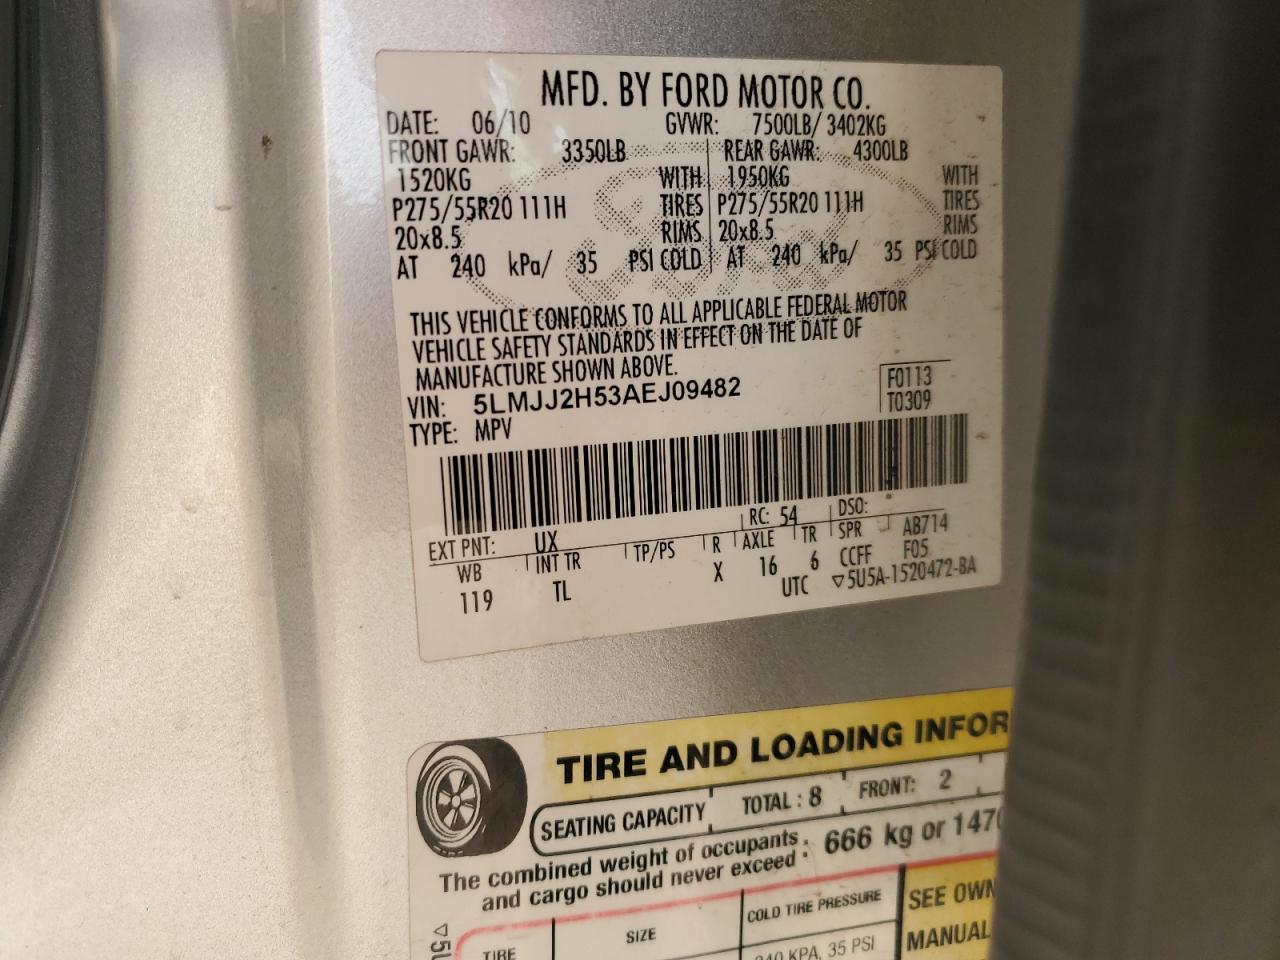 MFD. BY FORD MOTOR CO.
DATE: 06/10 GVWR: 7500LB/ 3402KG
FRONT GAWR: 3350LB REAR GAWR: 4300LB
1520KG WITH 1950KG WITH
P275/55R20 111H TIRES P275/55R20 111H TIRES
20x8.5 RIMS 20x8.5 RIMS
AT 240 kPa/ 35 PSI COLD AT 240 kPa/ 35 PSI COLD
THIS VEHICLE CONFORMS TO ALL APPLICABLE FEDERAL MOTOR
VEHICLE SAFETY STANDARDS IN EFFECT ON THE DATE OF
MANUFACTURE SHOWN ABOVE.
VIN: 5LMJJ2H53AEJ09482 F0113
TYPE: MPV T0309
EXT PNT: UX RC: 54 DSO:
WB INT TR TP/PS R AXLE TR SPR AB714
119 TL X 16 6 CCFF F05
UTC ▽5U5A-1520472-BA
TIRE AND LOADING INFOR
SEATING CAPACITY TOTAL : 8 FRONT: 2
The combined weight of occupants : 666 kg or 147
and cargo should never exceed
TIRE SIZE COLD TIRE PRESSURE SEE OWN
240 KPA, 35 PSI MANUAL
▽5U